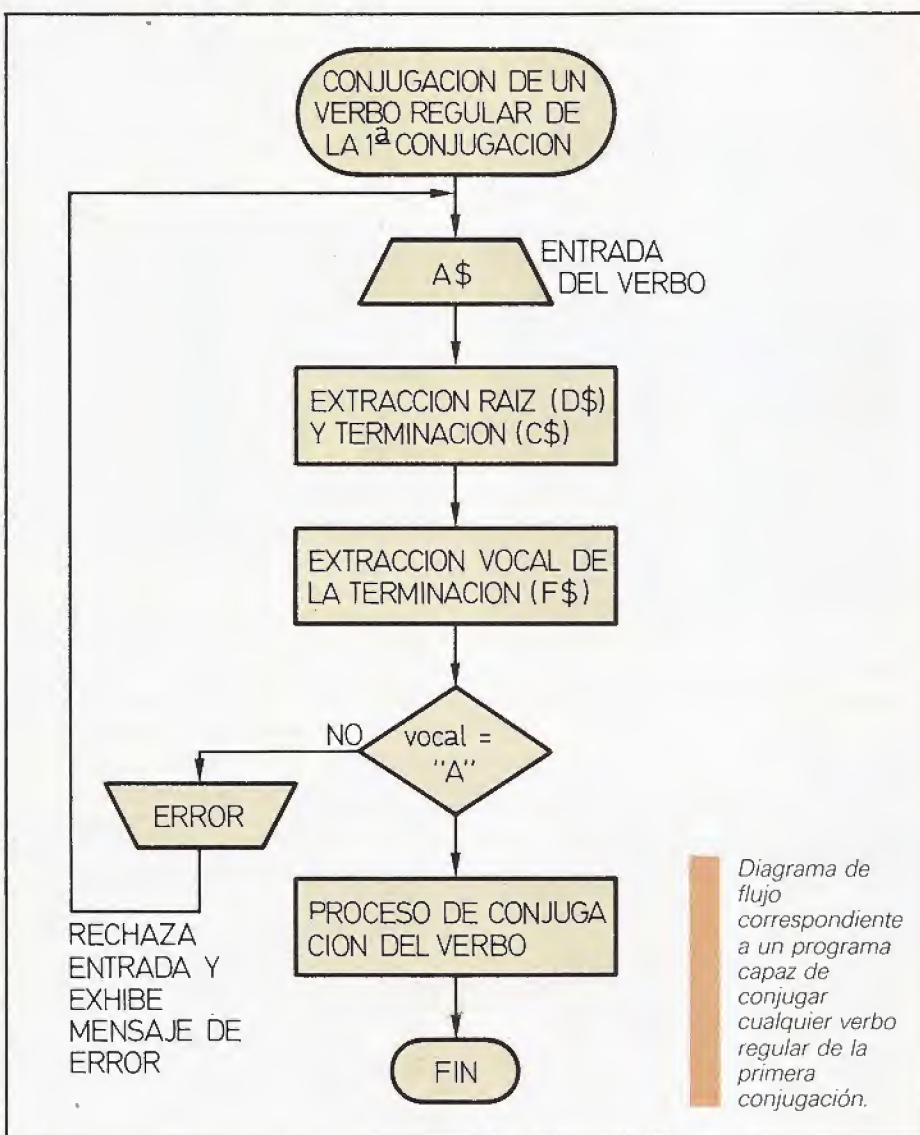 CONJUGACION DE UN
VERBO REGULAR DE
LA 1ª CONJUGACION
A$
ENTRADA
DEL VERBO
EXTRACCION RAIZ (D$)
Y TERMINACION (C$)
EXTRACCION VOCAL DE
LA TERMINACION (F$)
vocal =
"A"
NO
ERROR
RECHAZA
ENTRADA Y
EXHIBE
MENSAJE DE
ERROR
PROCESO DE CONJUGA
CION DEL VERBO
FIN
Diagrama de
flujo
correspondiente
a un programa
capaz de
conjugar
cualquier verbo
regular de la
primera
conjugación.